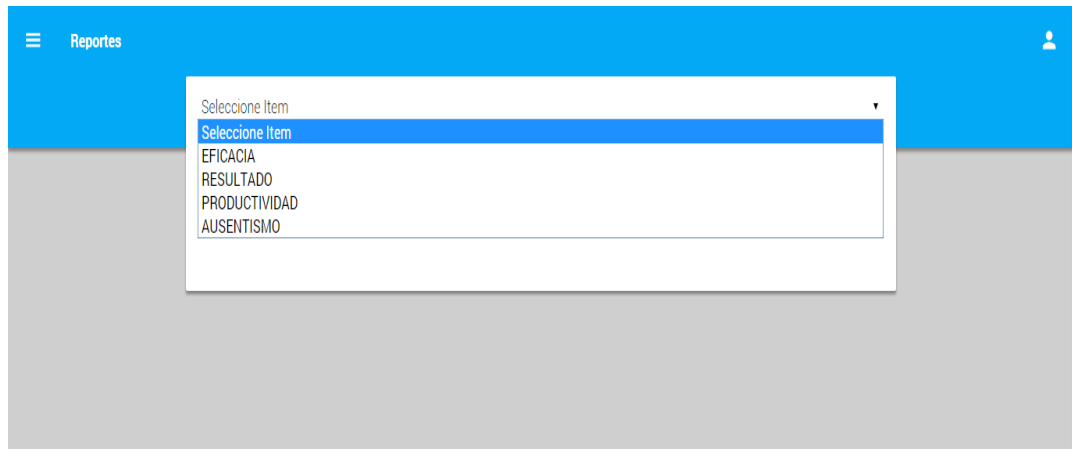 Reportes
Seleccione Item
Seleccione Item
EFICACIA
RESULTADO
PRODUCTIVIDAD
AUSENTISMO